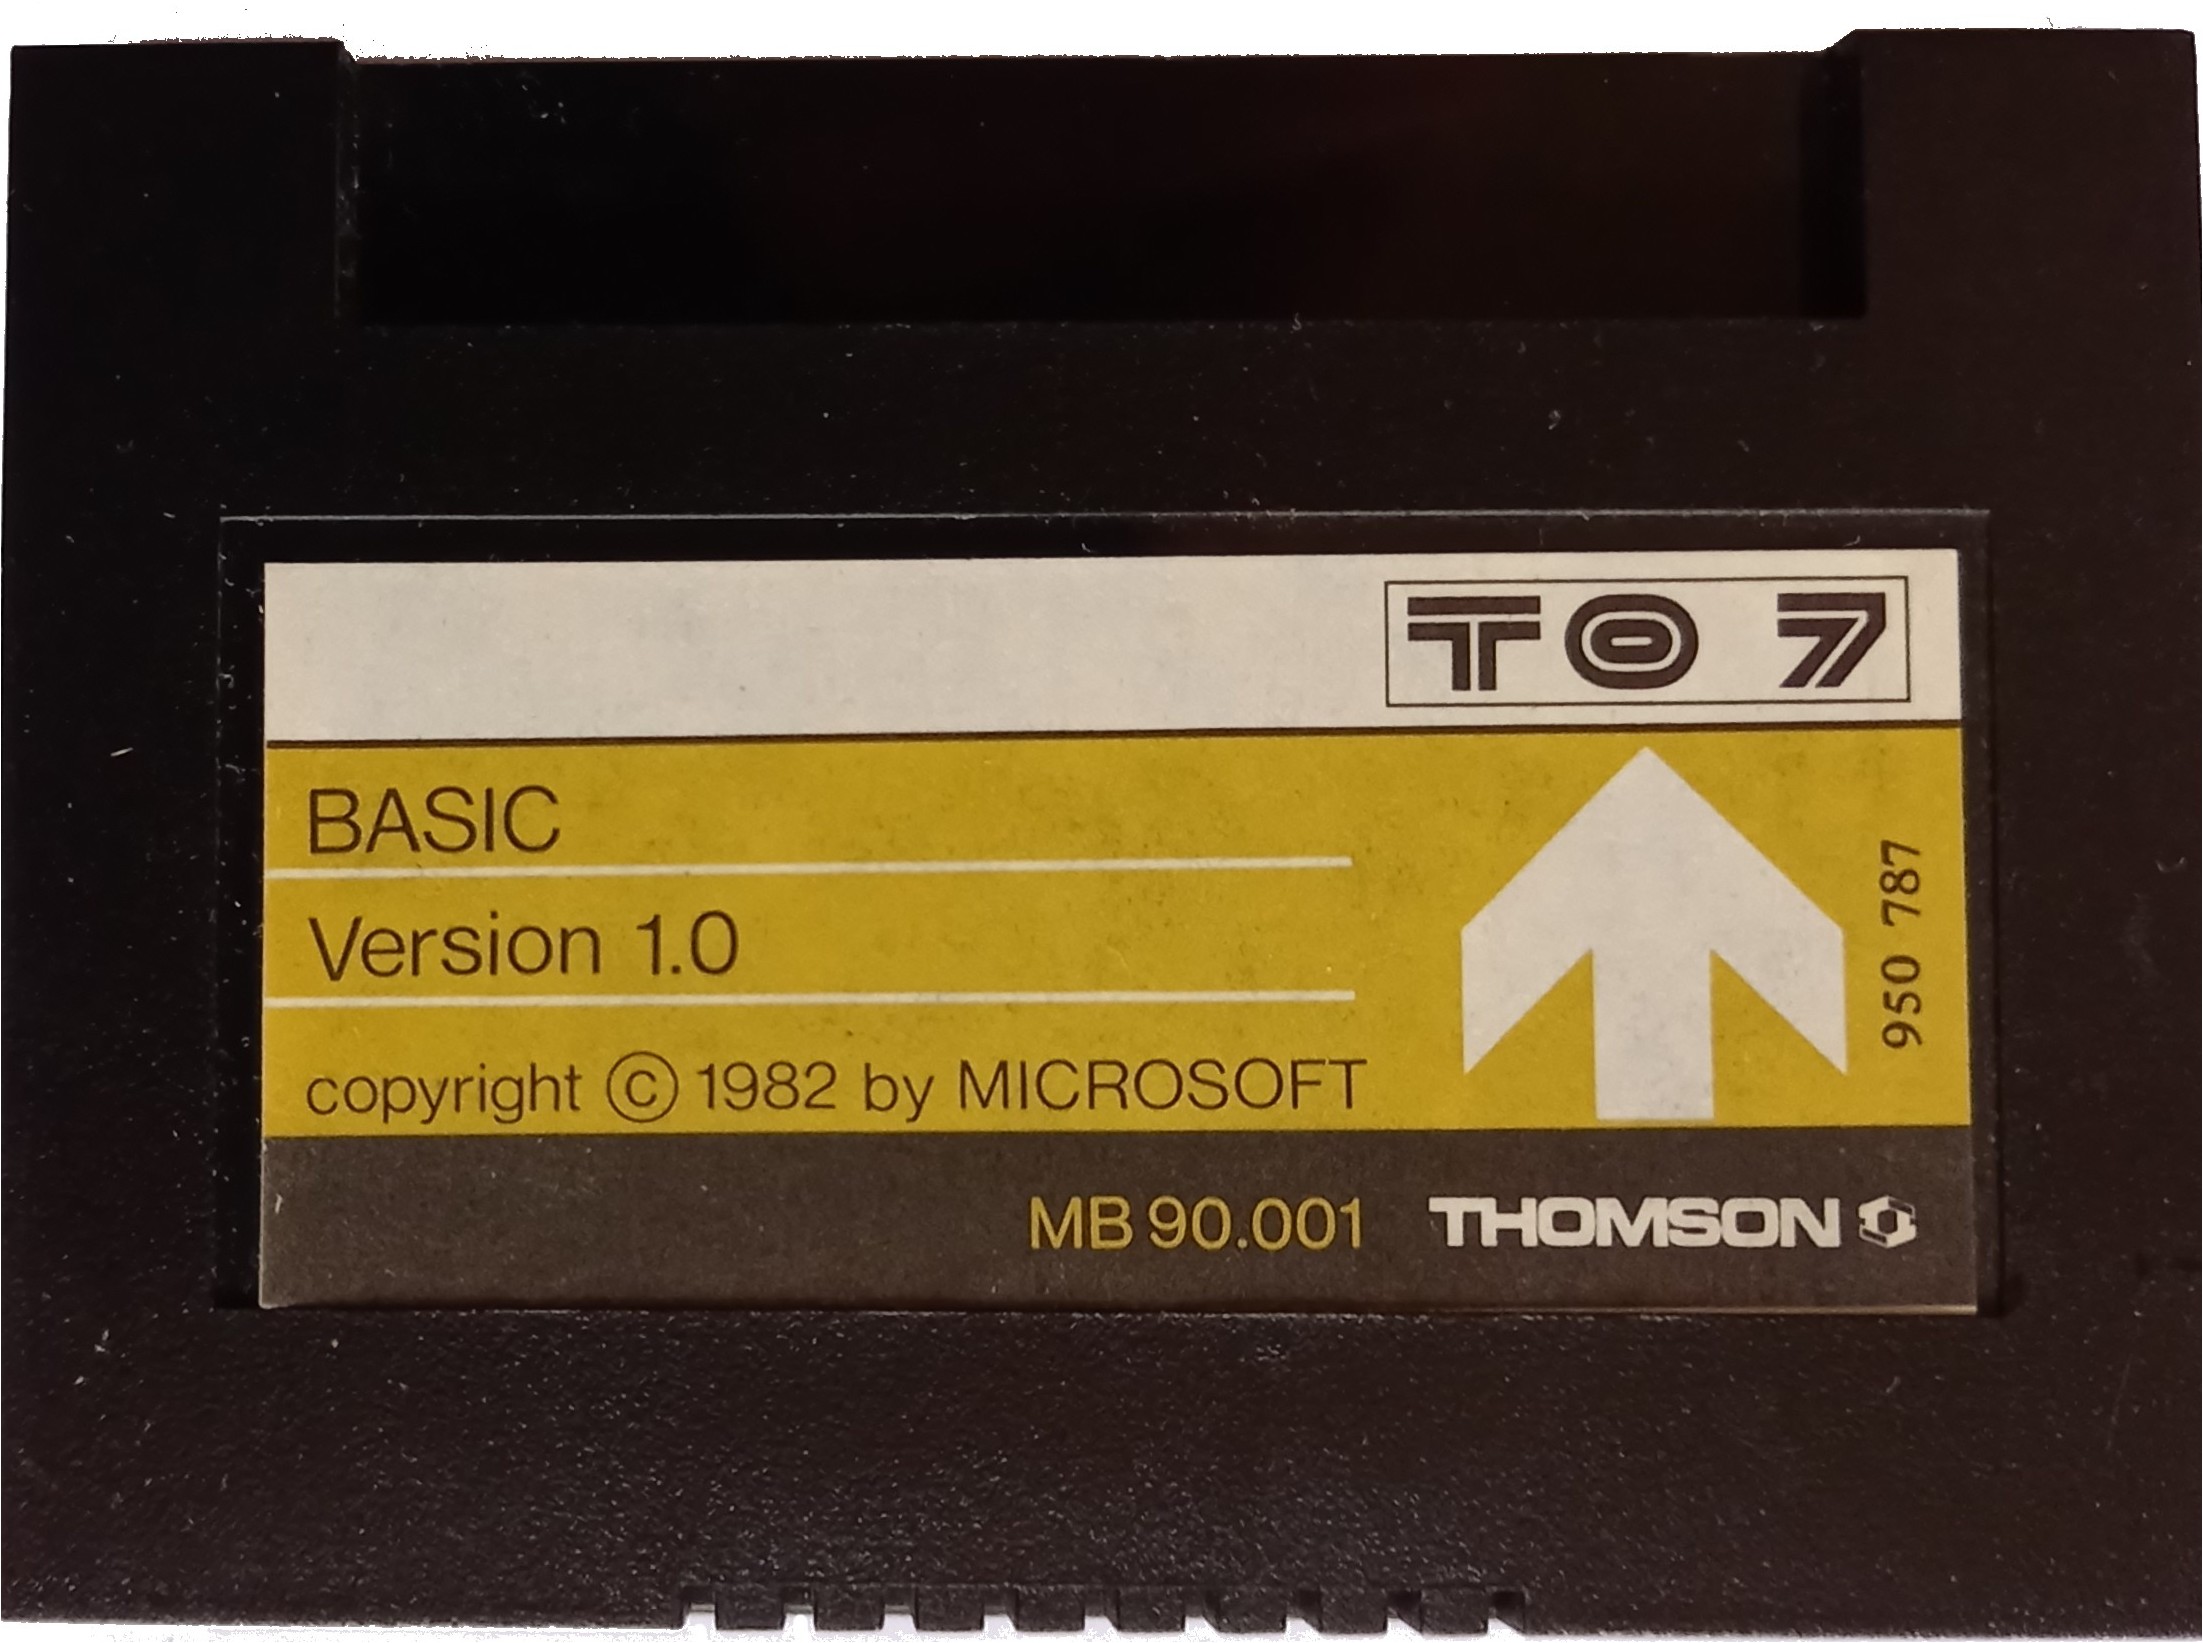 TO 7
BASIC
Version 1.0
copyright © 1982 by MICROSOFT
950 787
MB 90.001 THOMSON